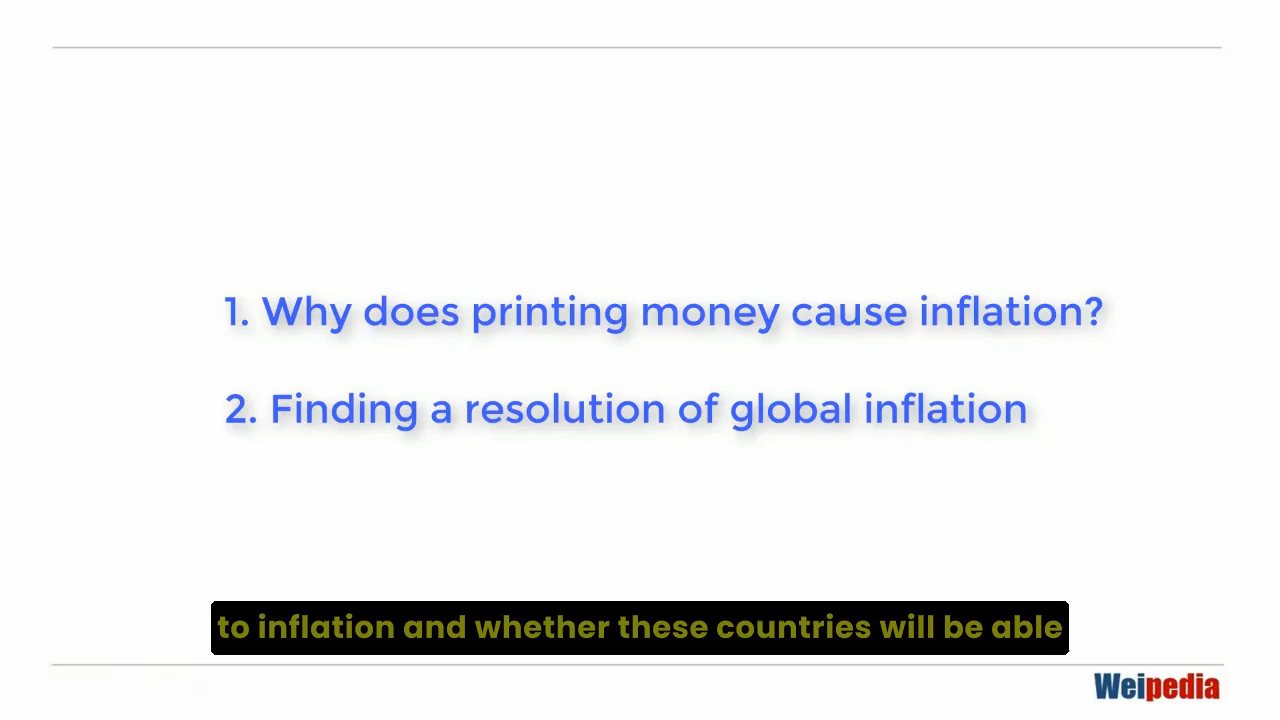 1. Why does printing money cause inflation?
2. Finding a resolution of global inflation
to inflation and whether these countries will be able
Weipedia